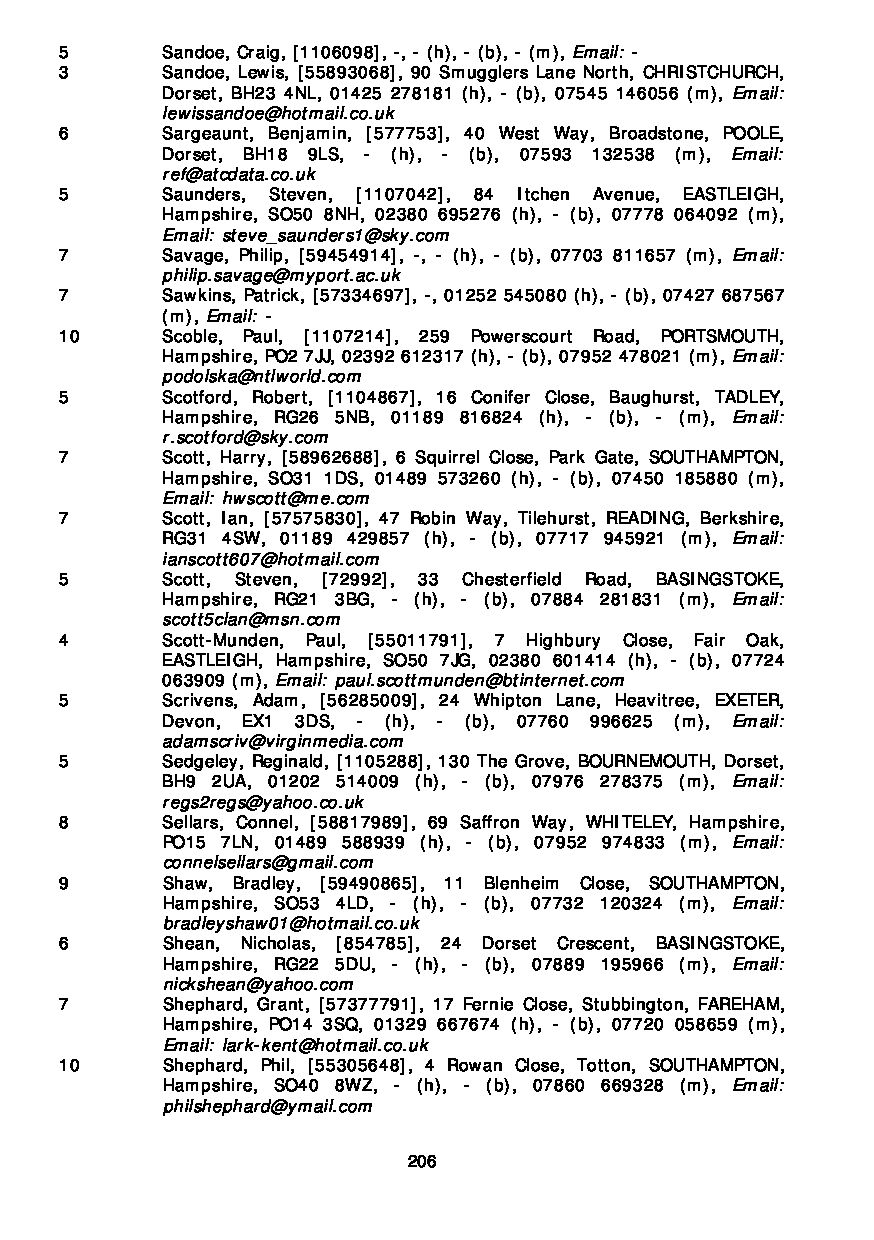 5 Sandoe, Craig, [1106098], -, - (h), - (b), - (m), Email: -
3 Sandoe, Lewis, [55893068], 90 Smugglers Lane North, CHRISTCHURCH,
Dorset, BH23 4NL, 01425 278181 (h), - (b), 07545 146056 (m), Email:
lewissandoe@hotmail.co.uk
6 Sargeaunt, Benjamin, [577753], 40 West Way, Broadstone, POOLE,
Dorset, BH18 9LS, - (h), - (b), 07593 132538 (m), Email:
ref@atcdata.co.uk
5 Saunders, Steven, [1107042], 84 Itchen Avenue, EASTLEIGH,
Hampshire, SO50 8NH, 02380 695276 (h), - (b), 07778 064092 (m),
Email: steve_saunders1@sky.com
7 Savage, Philip, [59454914], -, - (h), - (b), 07703 811657 (m), Email:
philip.savage@myport.ac.uk
7 Sawkins, Patrick, [57334697], -, 01252 545080 (h), - (b), 07427 687567
(m), Email: -
10 Scoble, Paul, [1107214], 259 Powerscourt Road, PORTSMOUTH,
Hampshire, PO2 7JJ, 02392 612317 (h), - (b), 07952 478021 (m), Email:
podolska@ntlworld.com
5 Scotford, Robert, [1104867], 16 Conifer Close, Baughurst, TADLEY,
Hampshire, RG26 5NB, 01189 816824 (h), - (b), - (m), Email:
r.scotford@sky.com
7 Scott, Harry, [58962688], 6 Squirrel Close, Park Gate, SOUTHAMPTON,
Hampshire, SO31 1DS, 01489 573260 (h), - (b), 07450 185880 (m),
Email: hwscott@me.com
7 Scott, Ian, [57575830], 47 Robin Way, Tilehurst, READING, Berkshire,
RG31 4SW, 01189 429857 (h), - (b), 07717 945921 (m), Email:
ianscott607@hotmail.com
5 Scott, Steven, [72992], 33 Chesterfield Road, BASINGSTOKE,
Hampshire, RG21 3BG, - (h), - (b), 07884 281831 (m), Email:
scott5clan@msn.com
4 Scott-Munden, Paul, [55011791], 7 Highbury Close, Fair Oak,
EASTLEIGH, Hampshire, SO50 7JG, 02380 601414 (h), - (b), 07724
063909 (m), Email: paul.scottmunden@btinternet.com
5 Scrivens, Adam, [56285009], 24 Whipton Lane, Heavitree, EXETER,
Devon, EX1 3DS, - (h), - (b), 07760 996625 (m), Email:
adamscriv@virginmedia.com
5 Sedgeley, Reginald, [1105288], 130 The Grove, BOURNEMOUTH, Dorset,
BH9 2UA, 01202 514009 (h), - (b), 07976 278375 (m), Email:
regs2regs@yahoo.co.uk
8 Sellars, Connel, [58817989], 69 Saffron Way, WHITELEY, Hampshire,
PO15 7LN, 01489 588939 (h), - (b), 07952 974833 (m), Email:
connelsellars@gmail.com
9 Shaw, Bradley, [59490865], 11 Blenheim Close, SOUTHAMPTON,
Hampshire, SO53 4LD, - (h), - (b), 07732 120324 (m), Email:
bradleyshaw01@hotmail.co.uk
6 Shean, Nicholas, [854785], 24 Dorset Crescent, BASINGSTOKE,
Hampshire, RG22 5DU, - (h), - (b), 07889 195966 (m), Email:
nickshean@yahoo.com
7 Shephard, Grant, [57377791], 17 Fernie Close, Stubbington, FAREHAM,
Hampshire, PO14 3SQ, 01329 667674 (h), - (b), 07720 058659 (m),
Email: lark-kent@hotmail.co.uk
10 Shephard, Phil, [55305648], 4 Rowan Close, Totton, SOUTHAMPTON,
Hampshire, SO40 8WZ, - (h), - (b), 07860 669328 (m), Email:
philshephard@ymail.com
206